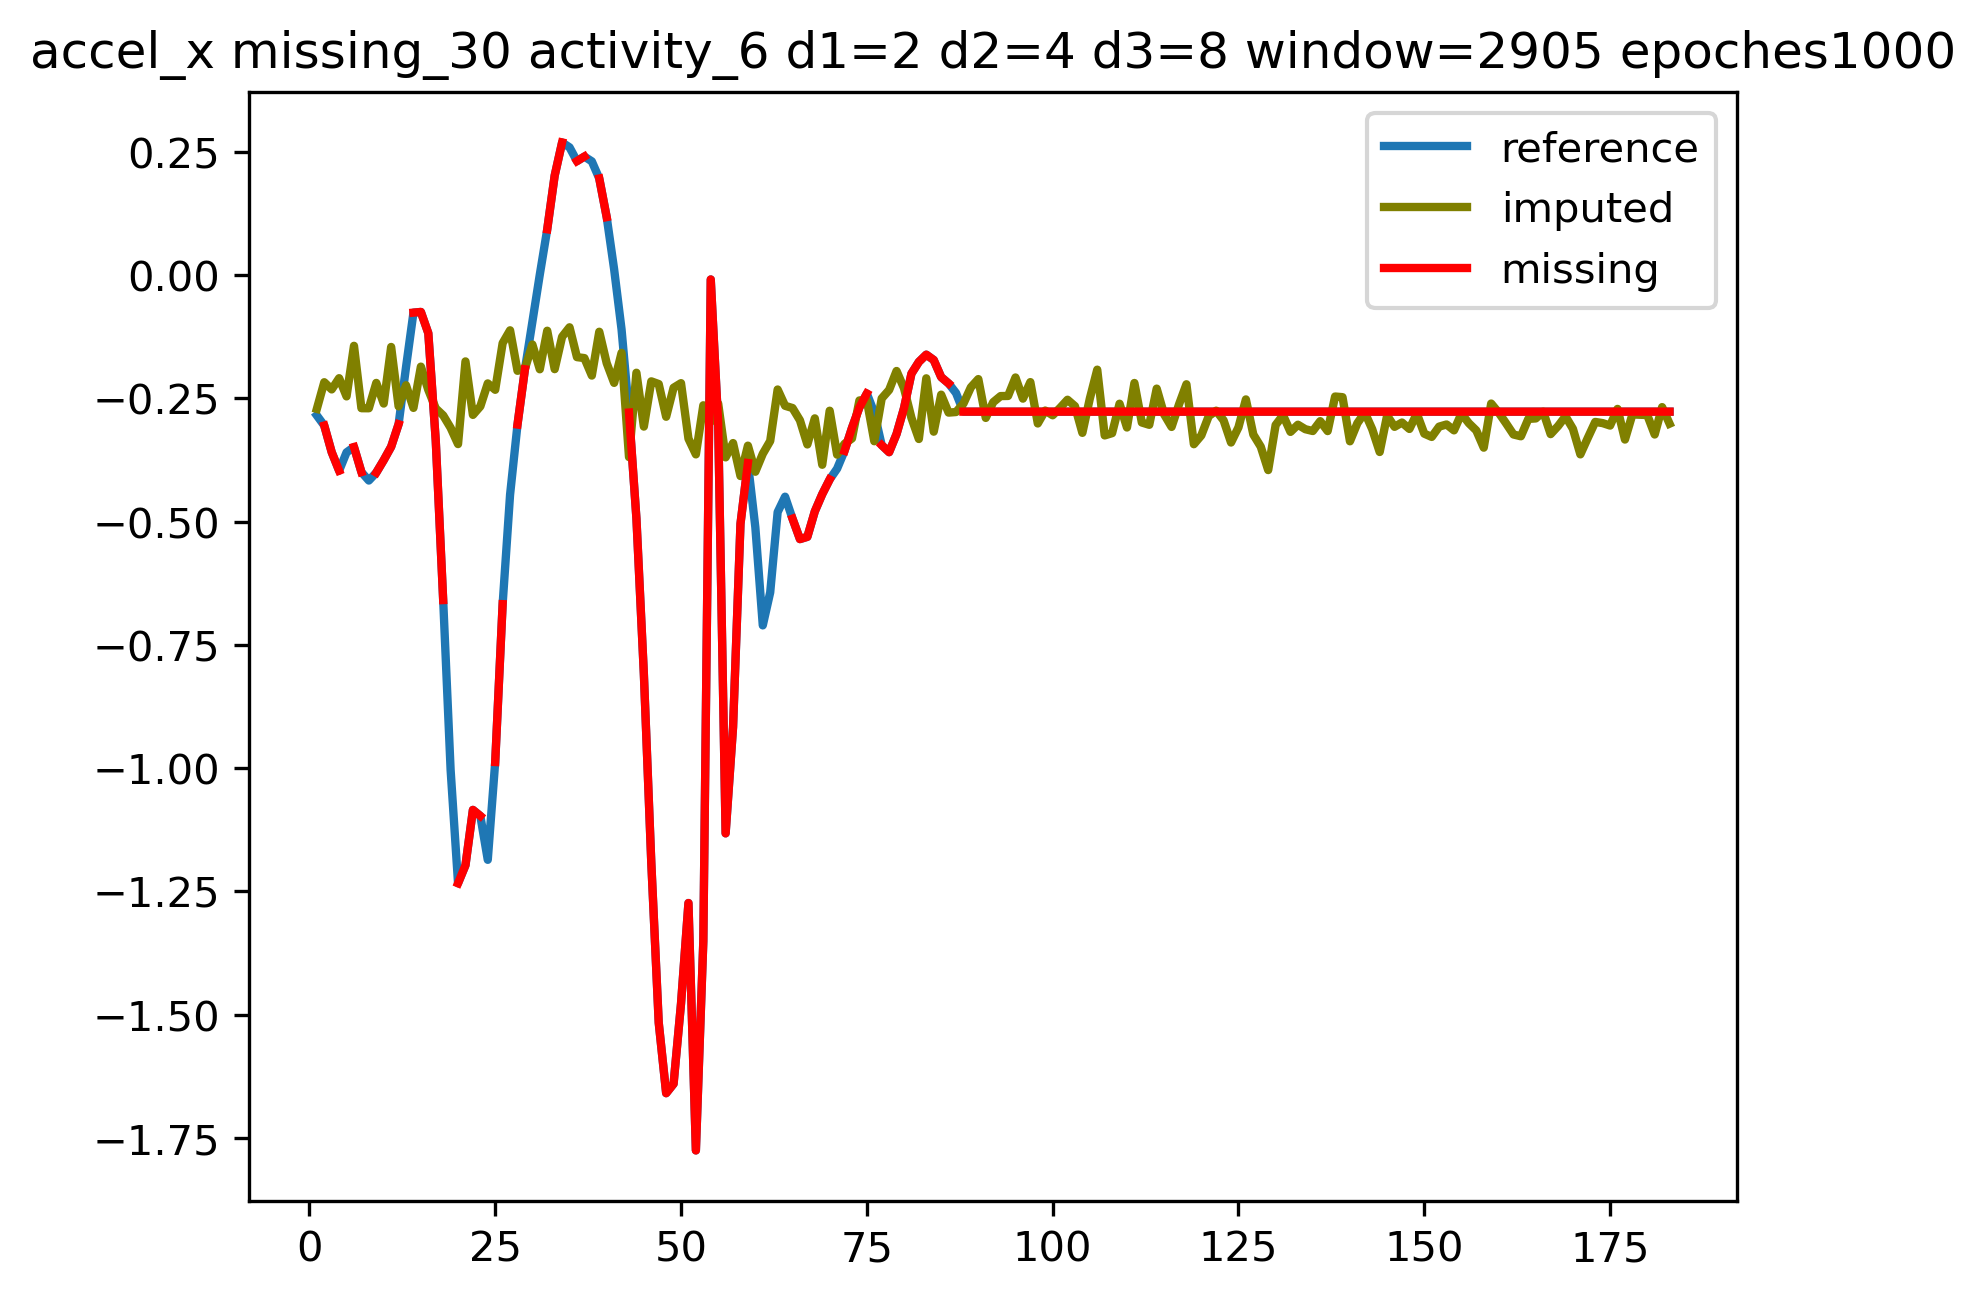 accel_x missing_30 activity_6 d1=2 d2=4 d3=8 window=2905 epoches1000
reference
imputed
missing
0.25
0.00
−0.25
−0.50
−0.75
−1.00
−1.25
−1.50
−1.75
0 25 50 75 100 125 150 175